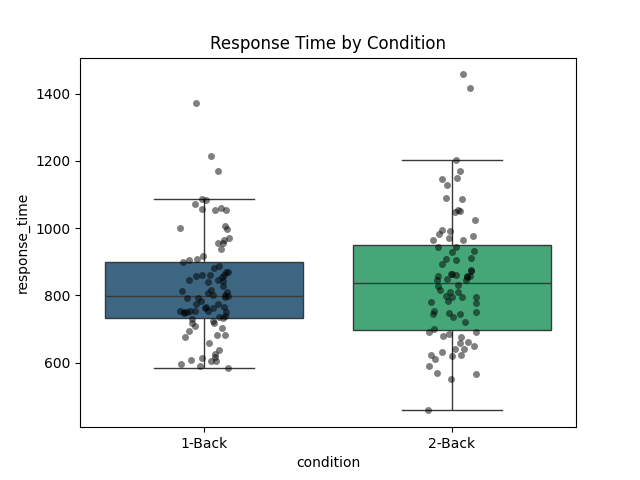 Response Time by Condition
response_time
1400
1200
1000
800
600
1-Back
2-Back
condition